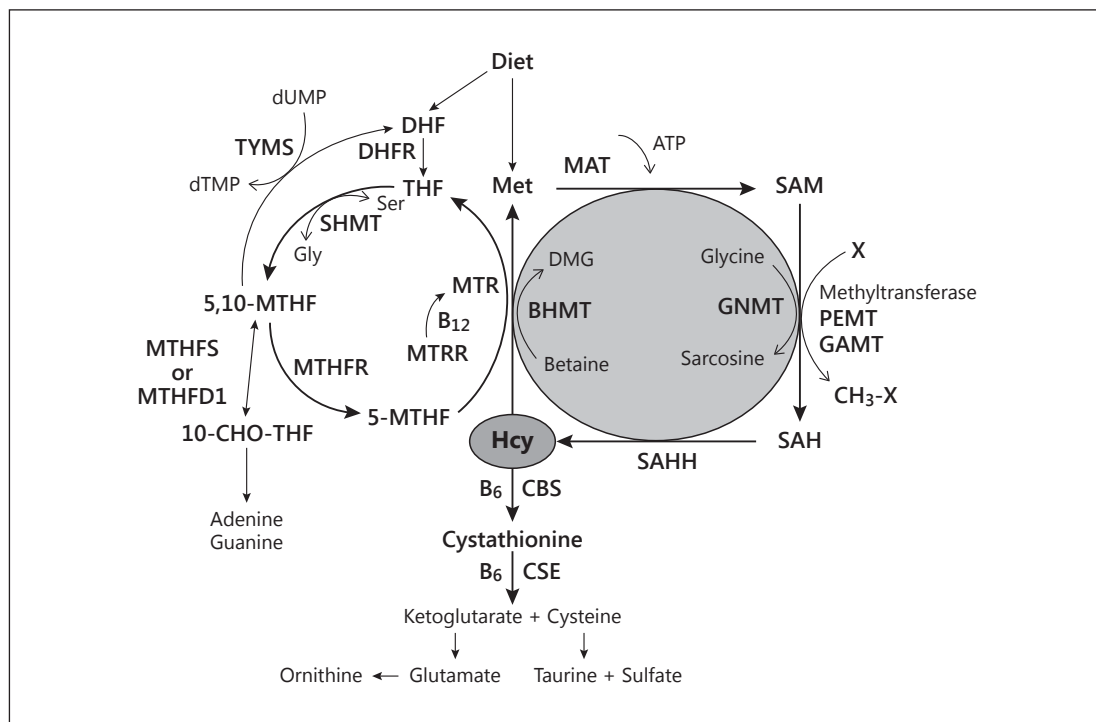 Diet
dUMP
DHF
TYMS
DHFR
ATP
MAT
dTMP
THF
Met
SAM
Ser
SHMT
Gly
DMG
Glycine
X
MTR
5,10-MTHF
BHMT
GNMT
Methyltransferase
B6
PEMT
B12
MTRR
GAMT
MTHFS
or
MTHFD1
MTHFR
Betaine
Sarcosine
CH3-X
5-MTHF
10-CHO-THF
Hcy
SAH
SAHH
CBS
Adenine
Guanine
Cystathionine
B6
CSE
Ketoglutarate + Cysteine
Ornithine
Glutamate
Taurine + Sulfate